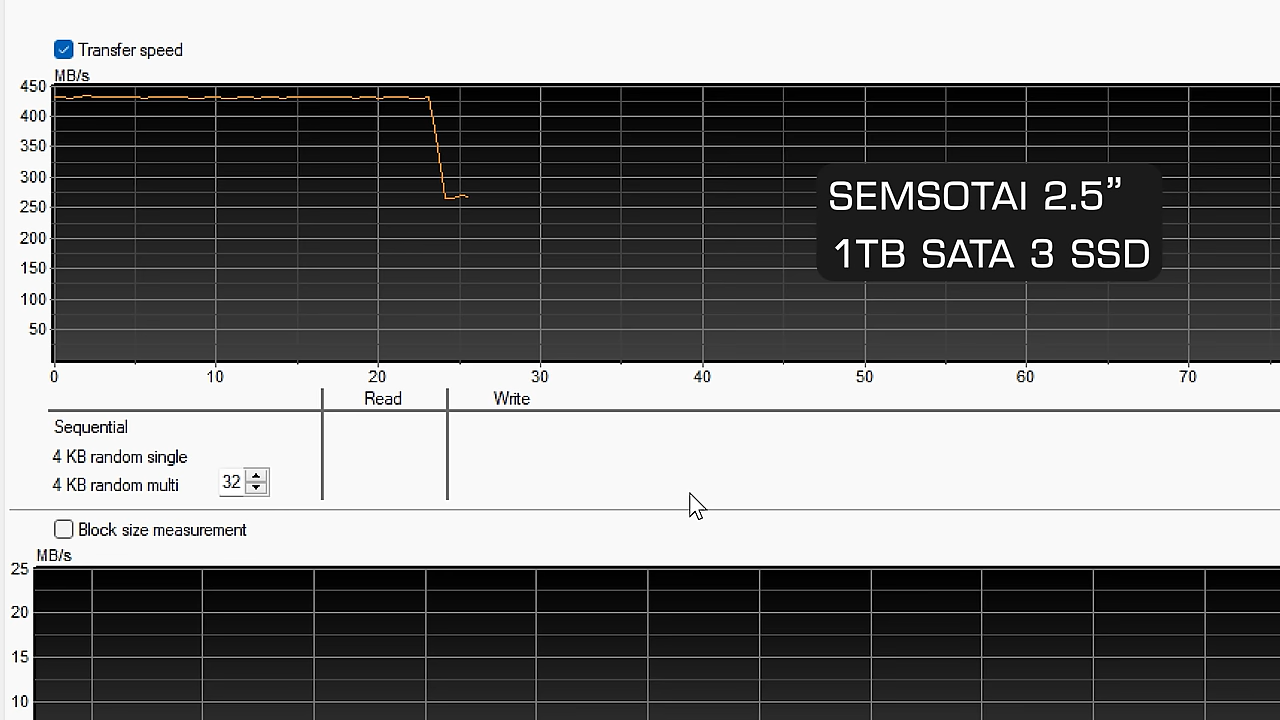 Transfer speed
MB/s
450
400
350
300
250
200
150
100
50
0 10 20 30 40 50 60 70
SEMSOTAI 2.5”
1TB SATA 3 SSD
Read Write
Sequential
4 KB random single
4 KB random multi 32
Block size measurement
MB/s
25
20
15
10